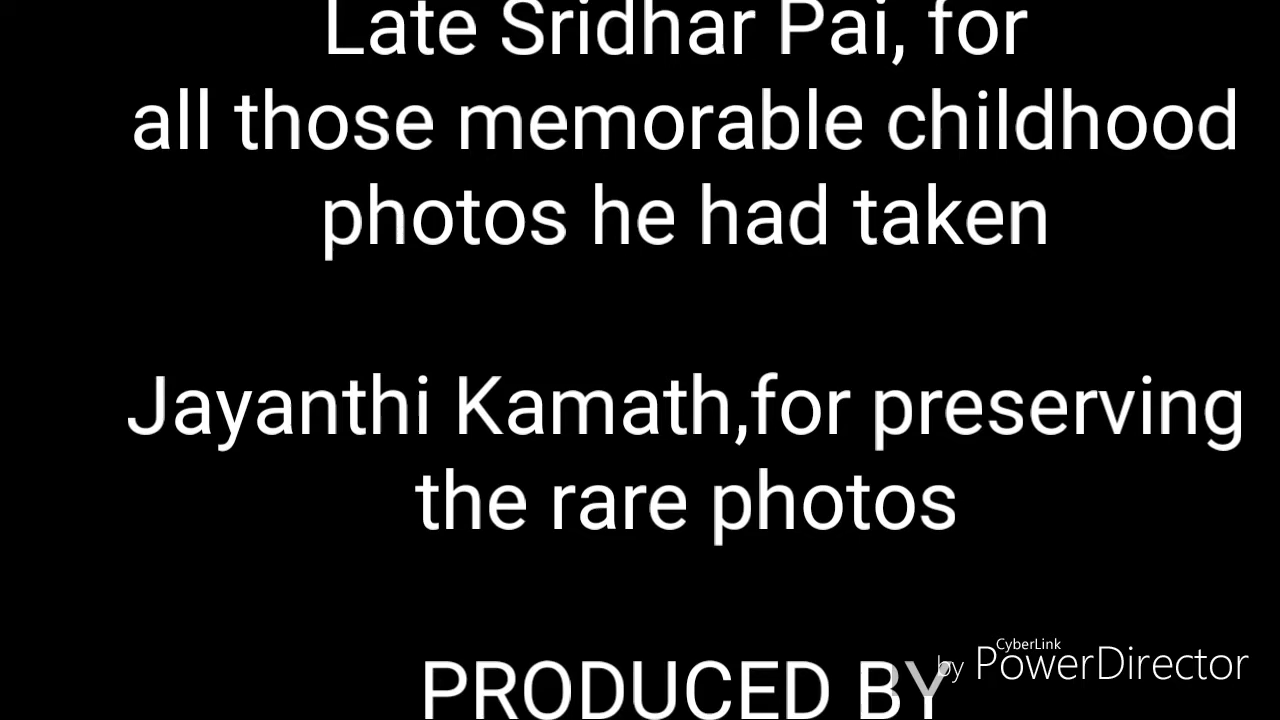 Late Sridhar Pai, for
all those memorable childhood
photos he had taken
Jayanthi Kamath,for preserving
the rare photos
PRODUCED BY
CyberLink
by PowerDirector